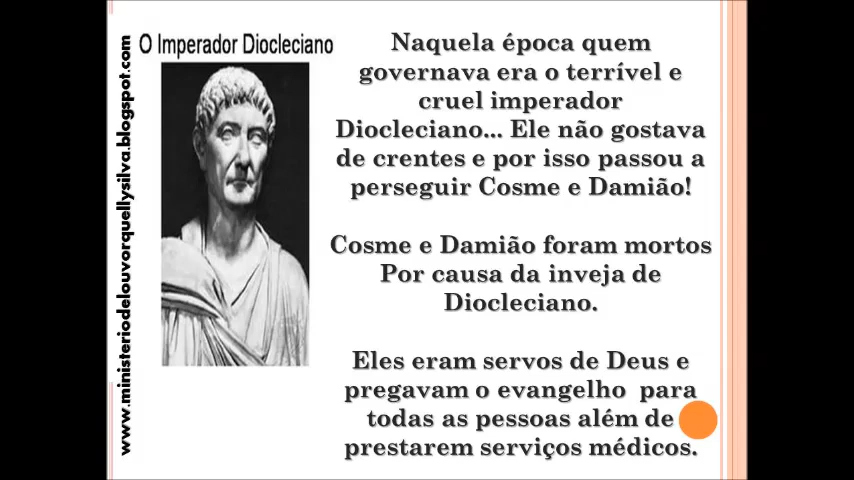 www.ministeriodelouvorquellysilva.blogspot.com
O Imperador Diocleciano
Naquela época quem
governava era o terrível e
cruel imperador
Diocleciano... Ele não gostava
de crentes e por isso passou a
perseguir Cosme e Damião!
Cosme e Damião foram mortos
Por causa da inveja de
Diocleciano.
Eles eram servos de Deus e
pregavam o evangelho para
todas as pessoas além de
prestarem serviços médicos.